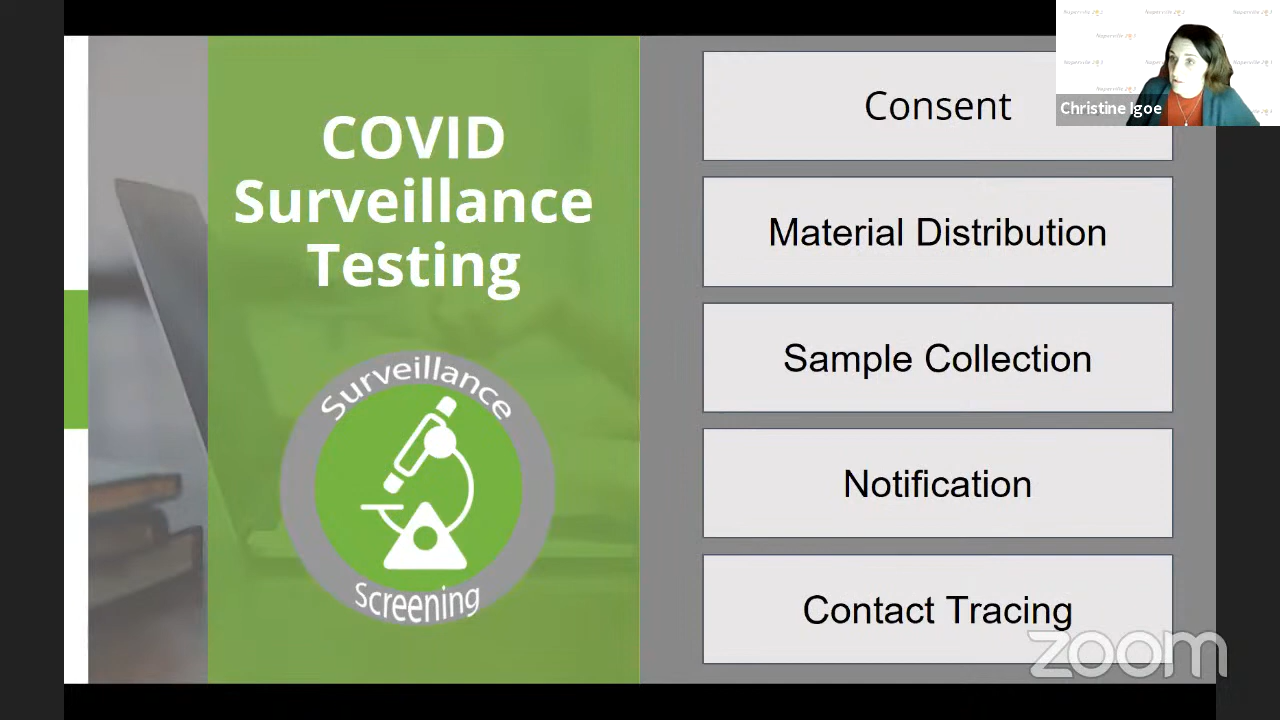 COVID
Surveillance
Testing
Surveillance
Screening
Consent
Material Distribution
Sample Collection
Notification
Contact Tracing
Christine Igoe
zoom